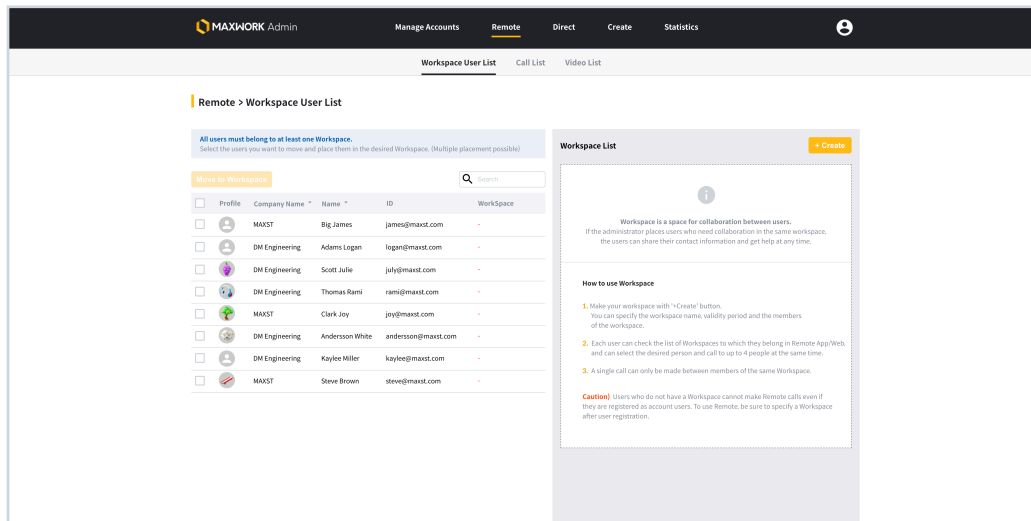 MAXWORK Admin
Manage Accounts Remote Direct Create Statistics
Workspace User List Call List Video List
Remote > Workspace User List
All users must belong to at least one Workspace.
Select the users you want to move and place them in the desired Workspace. (Multiple placement possible)
Move to Workspace
Search
Profile Company Name Name ID WorkSpace
MAXST Big James james@maxst.com -
DM Engineering Adams Logan logan@maxst.com -
DM Engineering Scott Julie july@maxst.com -
DM Engineering Thomas Rami rami@maxst.com -
MAXST Clark Joy joy@maxst.com -
DM Engineering Andersson White andersson@maxst.com -
DM Engineering Kaylee Miller kaylee@maxst.com -
MAXST Steve Brown steve@maxst.com -
Workspace List
+ Create
Workspace is a space for collaboration between users.
If the administrator places users who need collaboration in the same workspace,
the users can share their contact information and get help at any time.
How to use Workspace
1. Make your workspace with '+Create' button.
You can specify the workspace name, validity period and the members
of the workspace.
2. Each user can check the list of Workspaces to which they belong in Remote App/Web,
and can select the desired person and call to up to 4 people at the same time.
3. A single call can only be made between members of the same Workspace.
Caution) Users who do not have a Workspace cannot make Remote calls even if
they are registered as account users. To use Remote, be sure to specify a Workspace
after user registration.